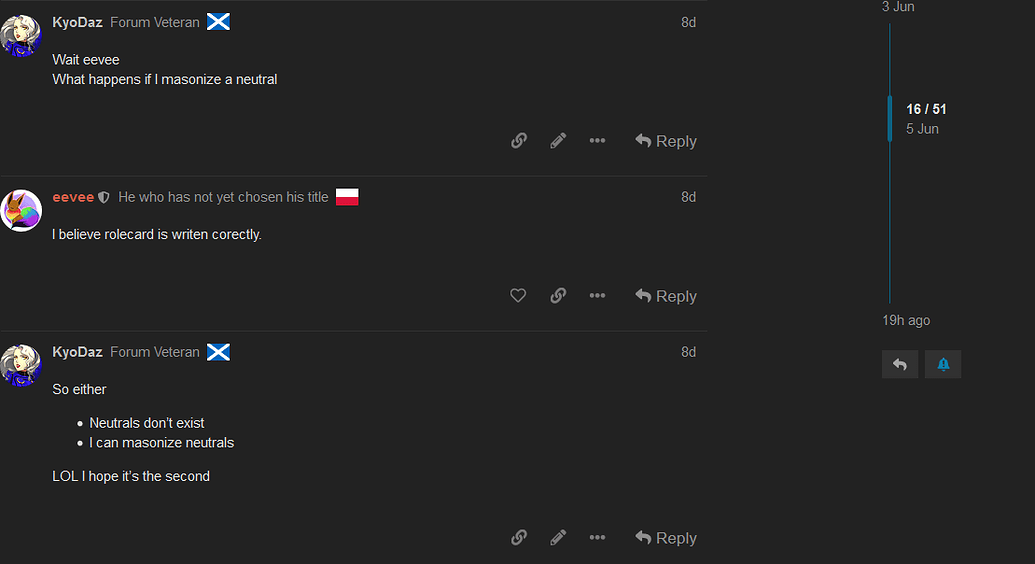 3 Jun
KyoDaz Forum Veteran 8d
Wait eevee
What happens if I masonize a neutral
16 / 51
5 Jun
Reply
eevee He who has not yet chosen his title 8d
I believe rolecard is writen corectly.
Reply
19h ago
KyoDaz Forum Veteran 8d
So either
Neutrals don't exist
I can masonize neutrals
LOL I hope it's the second
Reply